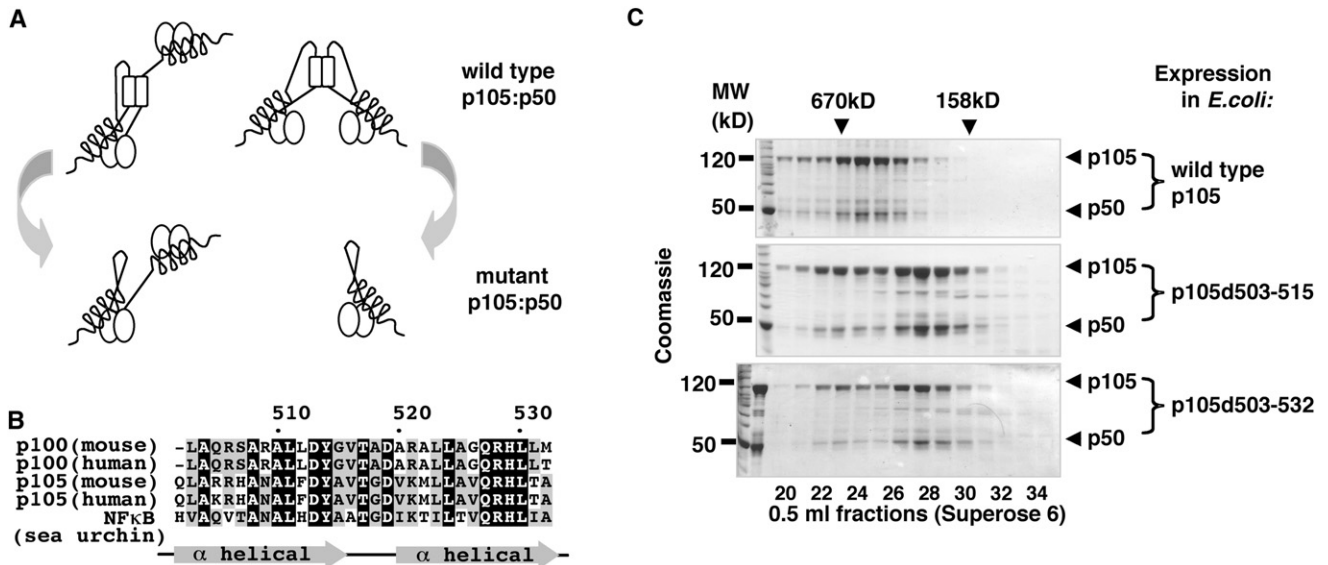 A
wild type
p105:p50
mutant
p105:p50
B
510 520 530
p100(mouse) -LAQRSARALLDYGVTADARALLAGQRHLLM
p100(human) -LAQRSARALLDYGVTADARALLAGQRHLLT
p105(mouse) QLARRHANALFDYAVTGDVKMLLAVQRHLTA
p105(human) QLAKRHANALFDYAVTGDVKMLLAVQRHLTA
NFκB HVAQVTANALHDYAATGDIKTILTVQRHLIA
(sea urchin)
α helical α helical
C
MW
(kD)
670kD 158kD
Expression
in E.coli:
120
50
p105
p50
wild type
p105
120
50
p105
p50
p105d503-515
120
50
p105
p50
p105d503-532
Coomassie
20 22 24 26 28 30 32 34
0.5 ml fractions (Superose 6)